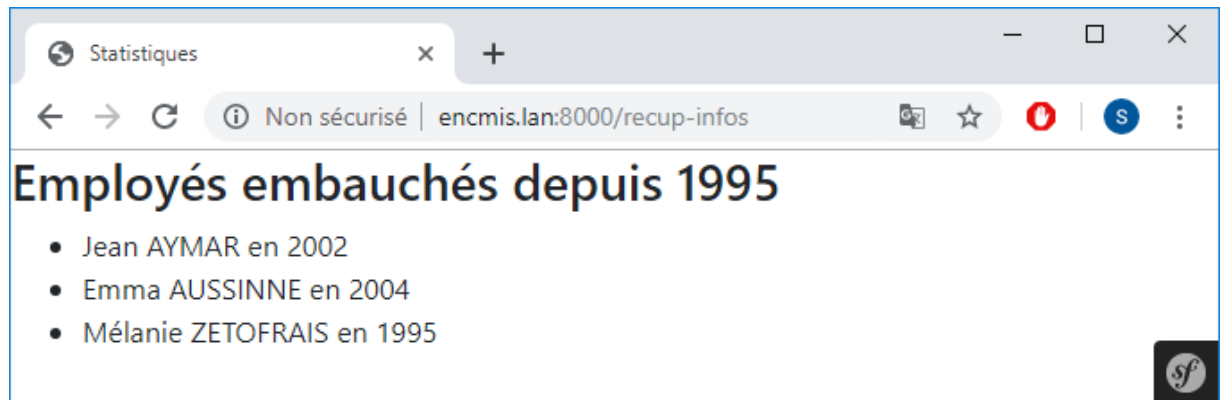 Statistiques
Non sécurisé | encmis.lan:8000/recup-infos
S
Employés embauchés depuis 1995
Jean AYMAR en 2002
Emma AUSSINNE en 2004
Mélanie ZETOFRAIS en 1995
sf